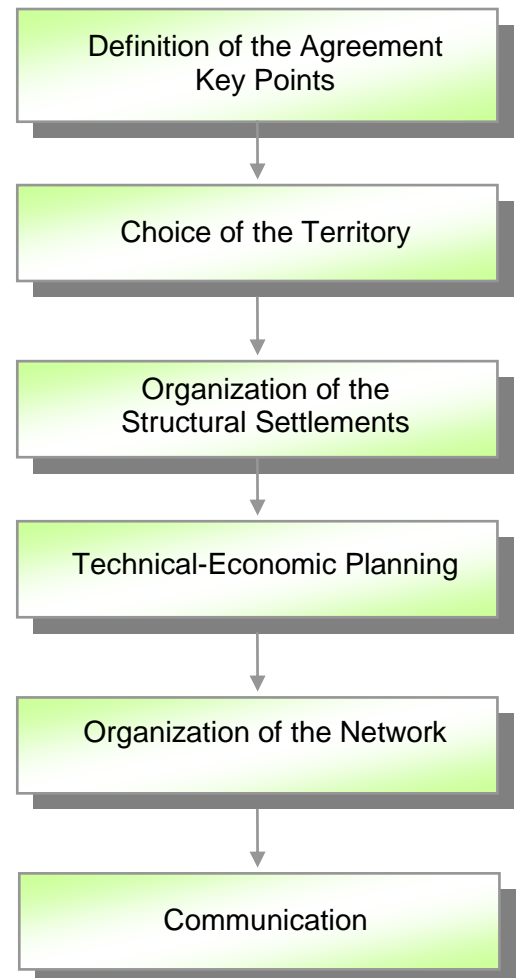 Definition of the Agreement
Key Points
Choice of the Territory
Organization of the
Structural Settlements
Technical-Economic Planning
Organization of the Network
Communication